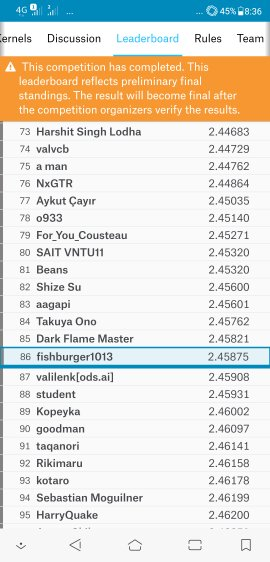 4G ... ... 45% 8:36
ernels Discussion Leaderboard Rules Team
This competition has completed. This
leaderboard reflects preliminary final
standings. The result will become final after
the competition organizers verify the results.
73 Harshit Singh Lodha 2.44683
74 valvcb 2.44729
75 a man 2.44762
76 NxGTR 2.44864
77 Aykut Çayır 2.45035
78 o933 2.45140
79 For_You_Cousteau 2.45271
80 SAIT VNTU11 2.45320
81 Beans 2.45320
82 Shize Su 2.45600
83 aagapi 2.45601
84 Takuya Ono 2.45762
85 Dark Flame Master 2.45821
86 fishburger1013 2.45875
87 valilenk[ods.ai] 2.45908
88 student 2.45931
89 Kopeyka 2.46002
90 goodman 2.46097
91 taqanori 2.46141
92 Rikimaru 2.46158
93 kotaro 2.46178
94 Sebastian Moguilner 2.46199
95 HarryQuake 2.46200